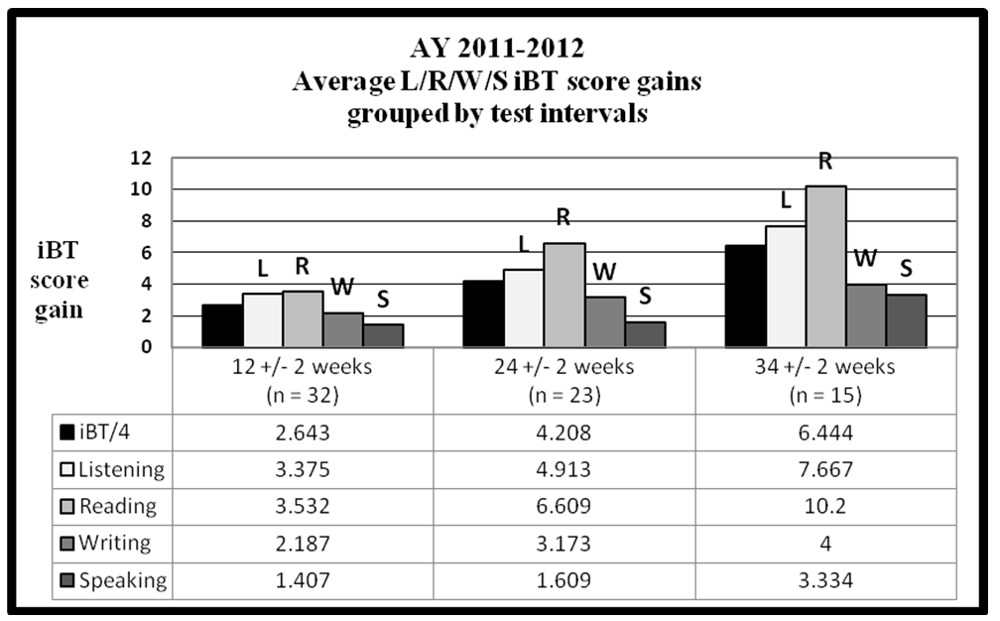 AY 2011-2012
Average L/R/W/S iBT score gains
grouped by test intervals
iBT
score
gain
12
10
8
6
4
2
0
L R W S
L R W S
L R W S
12 +/- 2 weeks
(n = 32)
24 +/- 2 weeks
(n = 23)
34 +/- 2 weeks
(n = 15)
iBT/4 2.643 4.208 6.444
Listening 3.375 4.913 7.667
Reading 3.532 6.609 10.2
Writing 2.187 3.173 4
Speaking 1.407 1.609 3.334